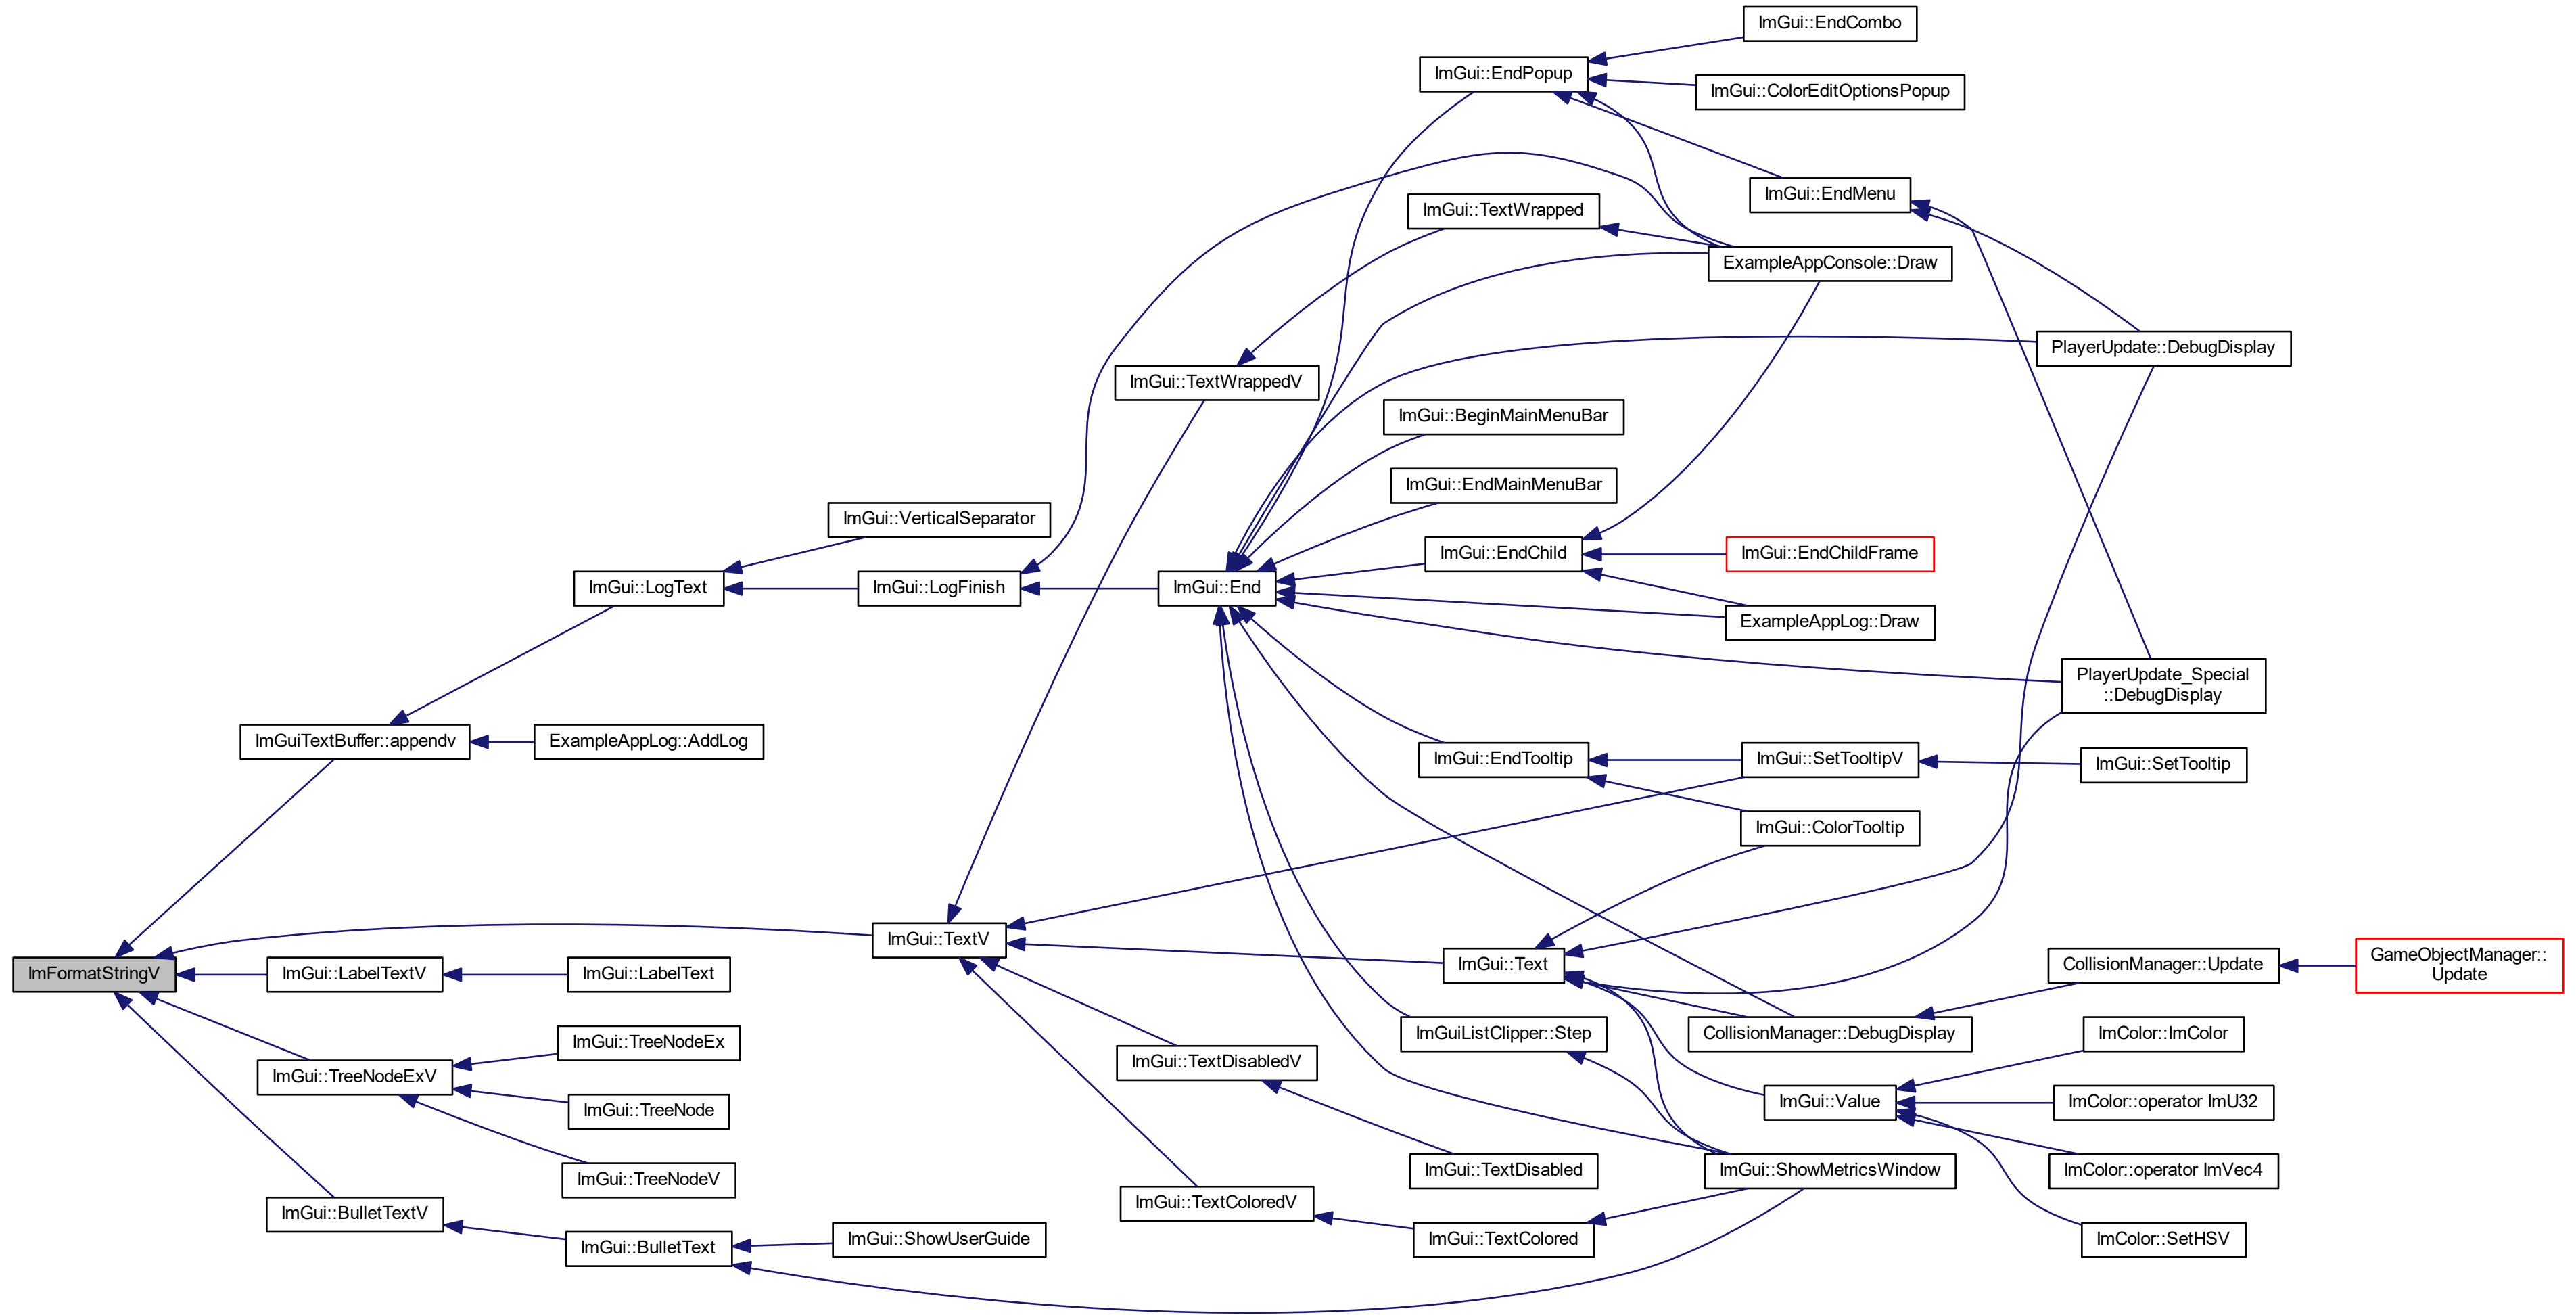 ImGui::EndCombo
ImGui::EndPopup
ImGui::ColorEditOptionsPopup
ImGui::EndMenu
ImGui::TextWrapped
ExampleAppConsole::Draw
PlayerUpdate::DebugDisplay
ImGui::TextWrappedV
ImGui::BeginMainMenuBar
ImGui::EndMainMenuBar
ImGui::VerticalSeparator
ImGui::EndChild
ImGui::EndChildFrame
ImGui::LogText
ImGui::LogFinish
ImGui::End
ExampleAppLog::Draw
PlayerUpdate_Special
::DebugDisplay
ImGuiTextBuffer::appendv
ExampleAppLog::AddLog
ImGui::EndTooltip
ImGui::SetTooltipV
ImGui::SetTooltip
ImGui::ColorTooltip
ImGui::TextV
ImFormatStringV
ImGui::LabelTextV
ImGui::LabelText
ImGui::Text
CollisionManager::Update
GameObjectManager::
Update
ImGui::TreeNodeEx
ImGuiListClipper::Step
CollisionManager::DebugDisplay
ImColor::ImColor
ImGui::TreeNodeExV
ImGui::TextDisabledV
ImGui::TreeNode
ImGui::Value
ImColor::operator ImU32
ImGui::TreeNodeV
ImGui::TextDisabled
ImGui::ShowMetricsWindow
ImColor::operator ImVec4
ImGui::BulletTextV
ImGui::TextColoredV
ImGui::BulletText
ImGui::ShowUserGuide
ImGui::TextColored
ImColor::SetHSV